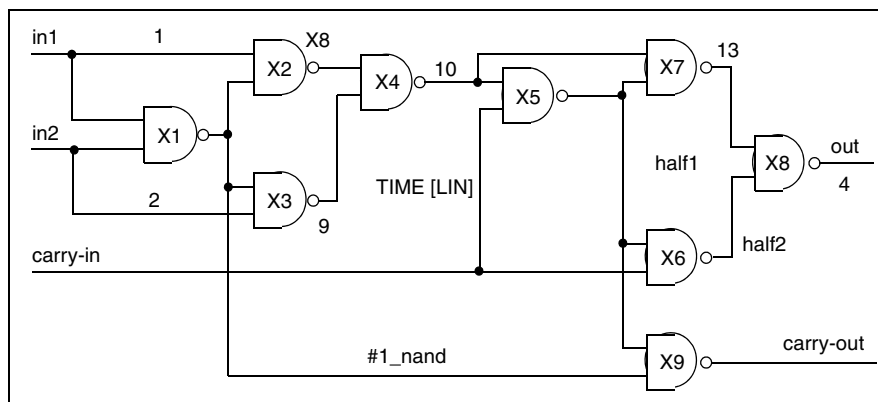 in1
1
X8
X2
X4
10
X7
13
X5
in2
X1
out
X8
half1
4
TIME [LIN]
X3
2
9
carry-in
X6
half2
#1_nand
carry-out
X9